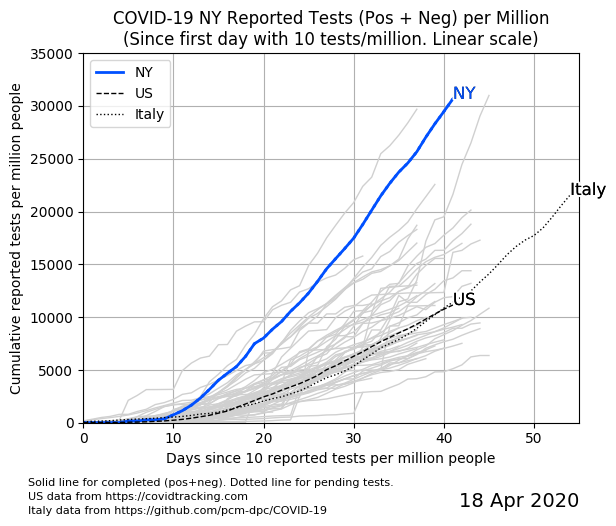 COVID-19 NY Reported Tests (Pos + Neg) per Million
(Since first day with 10 tests/million. Linear scale)
Cumulative reported tests per million people
35000
30000
25000
20000
15000
10000
5000
0
NY
US
Italy
NY
Italy
US
0 10 20 30 40 50
Days since 10 reported tests per million people
Solid line for completed (pos+neg). Dotted line for pending tests.
US data from https://covidtracking.com
Italy data from https://github.com/pcm-dpc/COVID-19
18 Apr 2020